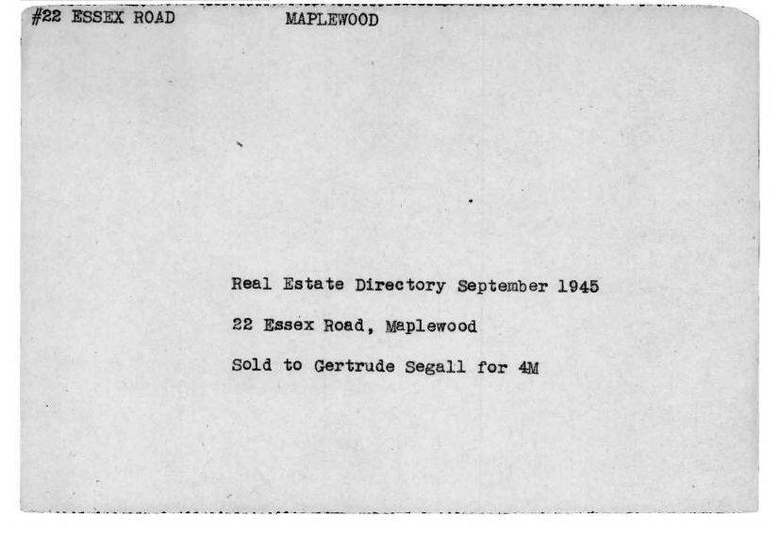 #22 ESSEX ROAD MAPLEWOOD
Real Estate Directory September 1945
22 Essex Road, Maplewood
Sold to Gertrude Segall for 4M